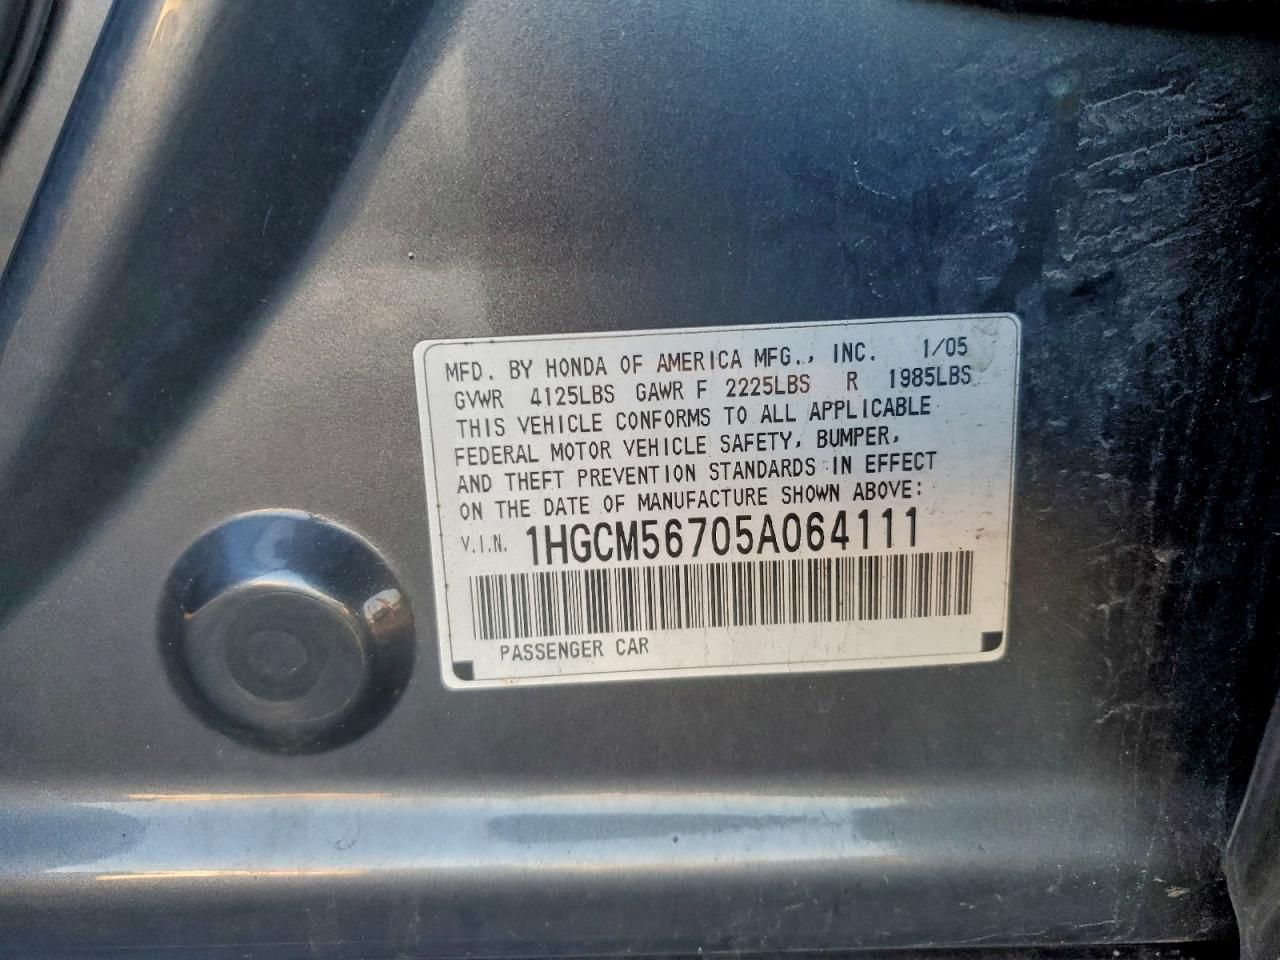 MFD. BY HONDA OF AMERICA MFG., INC. 1/05
GVWR 4125LBS GAWR F 2225LBS R 1985LBS
THIS VEHICLE CONFORMS TO ALL APPLICABLE
FEDERAL MOTOR VEHICLE SAFETY, BUMPER,
AND THEFT PREVENTION STANDARDS IN EFFECT
ON THE DATE OF MANUFACTURE SHOWN ABOVE:
V.I.N. 1HGCM56705A064111
PASSENGER CAR